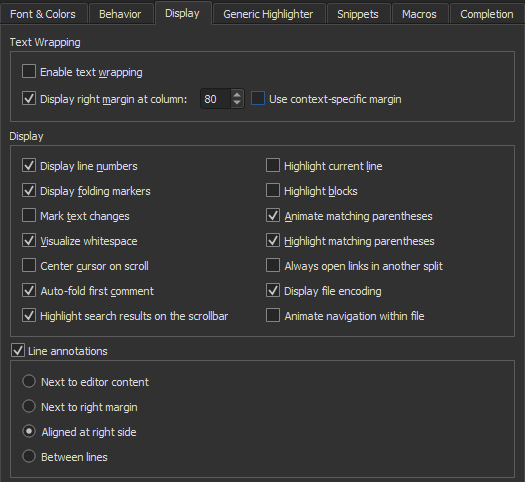 Font & Colors Behavior Display Generic Highlighter Snippets Macros Completion
Text Wrapping
Enable text wrapping
Display right margin at column: 80 Use context-specific margin
Display
Display line numbers Highlight current line
Display folding markers Highlight blocks
Mark text changes Animate matching parentheses
Visualize whitespace Highlight matching parentheses
Center cursor on scroll Always open links in another split
Auto-fold first comment Display file encoding
Highlight search results on the scrollbar Animate navigation within file
Line annotations
Next to editor content
Next to right margin
Aligned at right side
Between lines